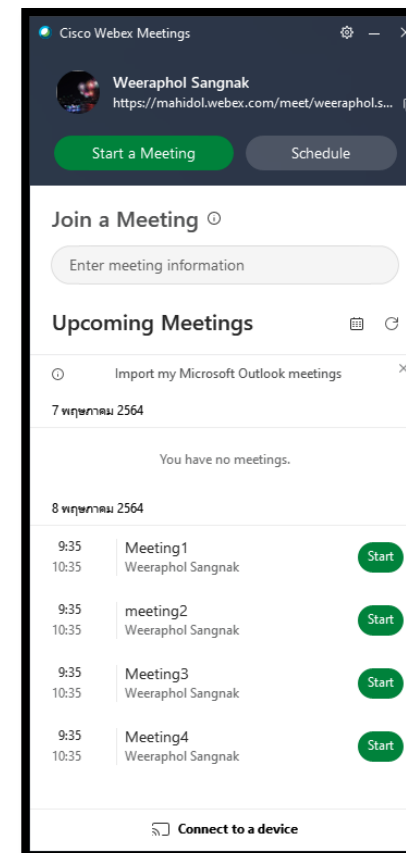 Cisco Webex Meetings
Weeraphol Sangnak
https://mahidol.webex.com/meet/weeraphol.s...
Start a Meeting
Schedule
Join a Meeting
Enter meeting information
Upcoming Meetings
Import my Microsoft Outlook meetings
7 พฤษภาคม 2564
You have no meetings.
8 พฤษภาคม 2564
9:35 Meeting1
10:35 Weeraphol Sangnak
Start
9:35 meeting2
10:35 Weeraphol Sangnak
Start
9:35 Meeting3
10:35 Weeraphol Sangnak
Start
9:35 Meeting4
10:35 Weeraphol Sangnak
Start
Connect to a device